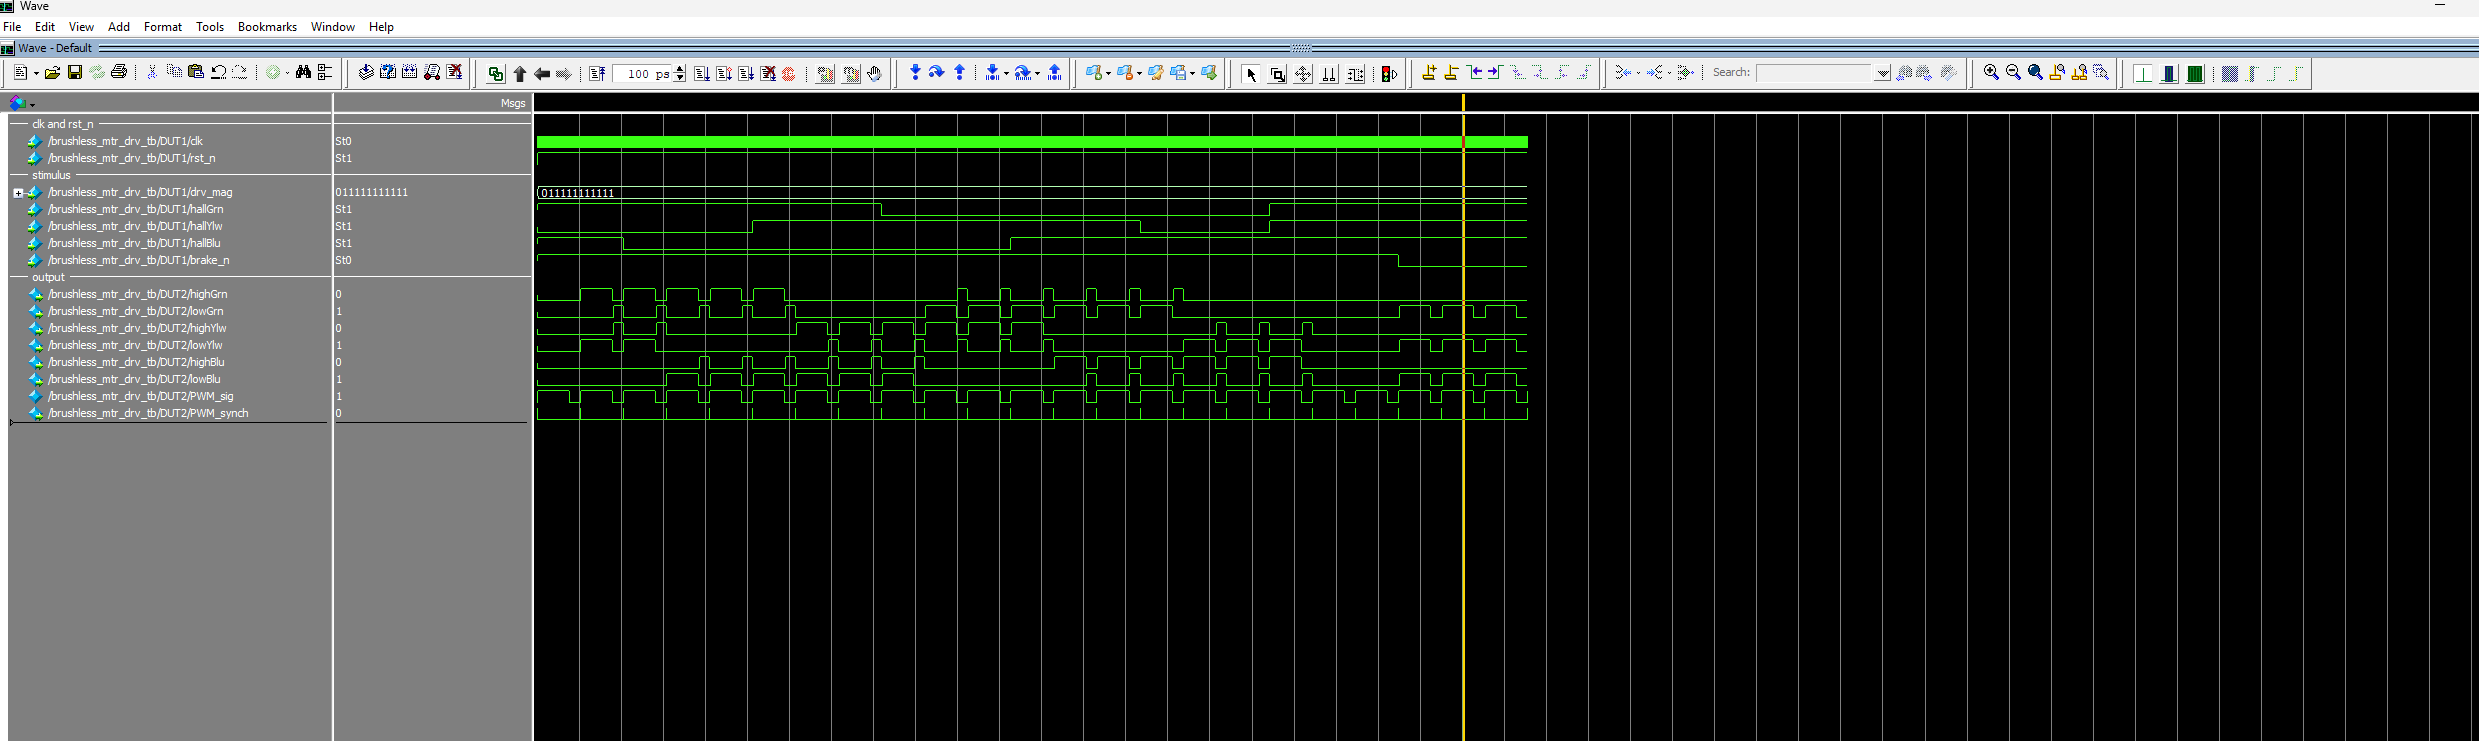 Wave
File Edit View Add Format Tools Bookmarks Window Help
Wave - Default
100 ps
Search:
Msgs
clk and rst_n
/brushless_mtr_drv_tb/DUT1/clk St0
/brushless_mtr_drv_tb/DUT1/rst_n St1
stimulus
/brushless_mtr_drv_tb/DUT1/drv_mag 011111111111 011111111111
/brushless_mtr_drv_tb/DUT1/hallGrn St1
/brushless_mtr_drv_tb/DUT1/hallYlw St1
/brushless_mtr_drv_tb/DUT1/hallBlu St1
/brushless_mtr_drv_tb/DUT1/brake_n St0
output
/brushless_mtr_drv_tb/DUT2/highGrn 0
/brushless_mtr_drv_tb/DUT2/lowGrn 1
/brushless_mtr_drv_tb/DUT2/highYlw 0
/brushless_mtr_drv_tb/DUT2/lowYlw 1
/brushless_mtr_drv_tb/DUT2/highBlu 0
/brushless_mtr_drv_tb/DUT2/lowBlu 1
/brushless_mtr_drv_tb/DUT2/PWM_sig 1
/brushless_mtr_drv_tb/DUT2/PWM_synch 0